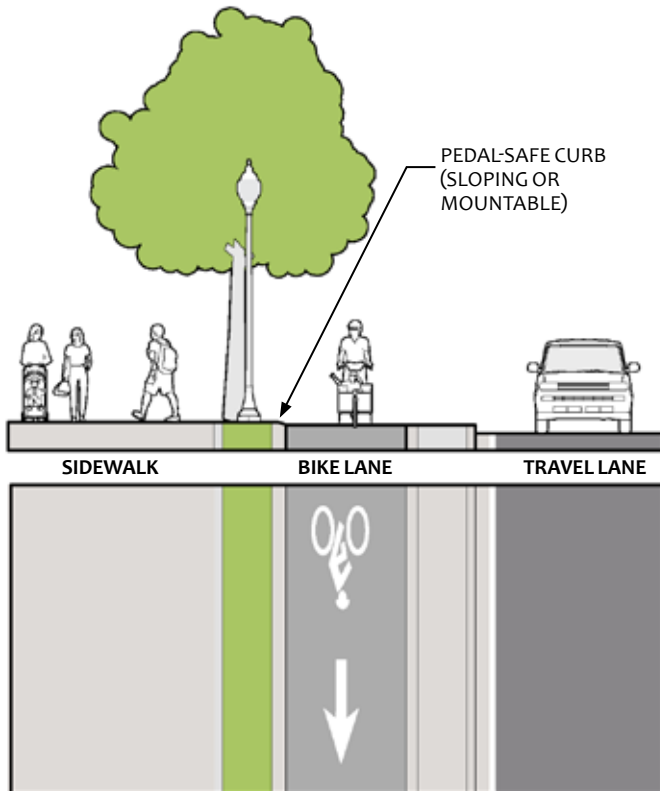 PEDAL-SAFE CURB
(SLOPING OR
MOUNTABLE)
SIDEWALK
BIKE LANE
TRAVEL LANE